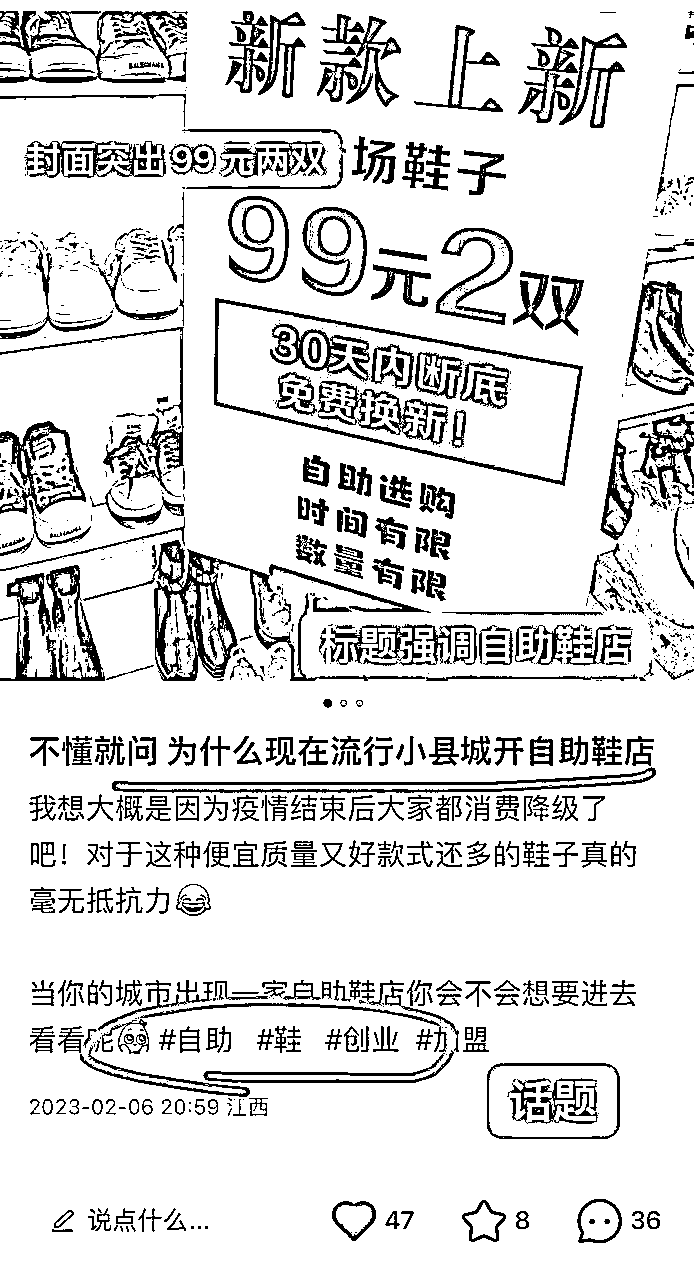 BALENCIAGA
新款上新
封面突出99元两双
场鞋子
99元2双
30天内断底
免费换新！
自助选购
时间有限
数量有限
标题强调自助鞋店
不懂就问 为什么现在流行小县城开自助鞋店
我想大概是因为疫情结束后大家都消费降级了
吧！对于这种便宜质量又好款式还多的鞋子真的
毫无抵抗力😂
当你的城市出现一家自助鞋店你会不会想要进去
看看呢😳 #自助 #鞋 #创业 #加盟
话题
2023-02-06 20:59 江西
说点什么... 47 8 36